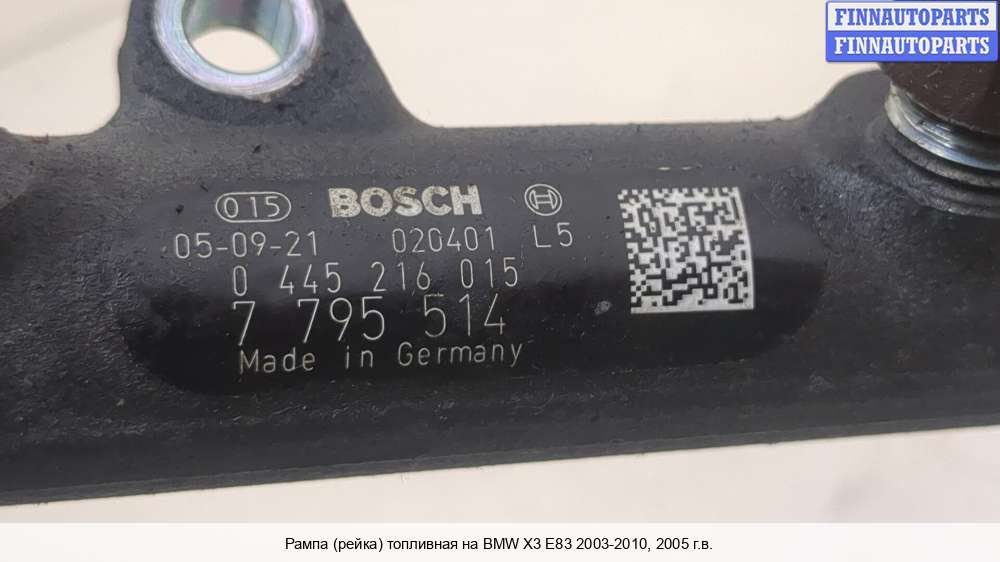 FINNAUTOPARTS
FINNAUTOPARTS
015 BOSCH
05-09-21 020401 L5
0 445 216 015
7 795 514
Made in Germany
Рампа (рейка) топливная на BMW X3 E83 2003-2010, 2005 г.в.